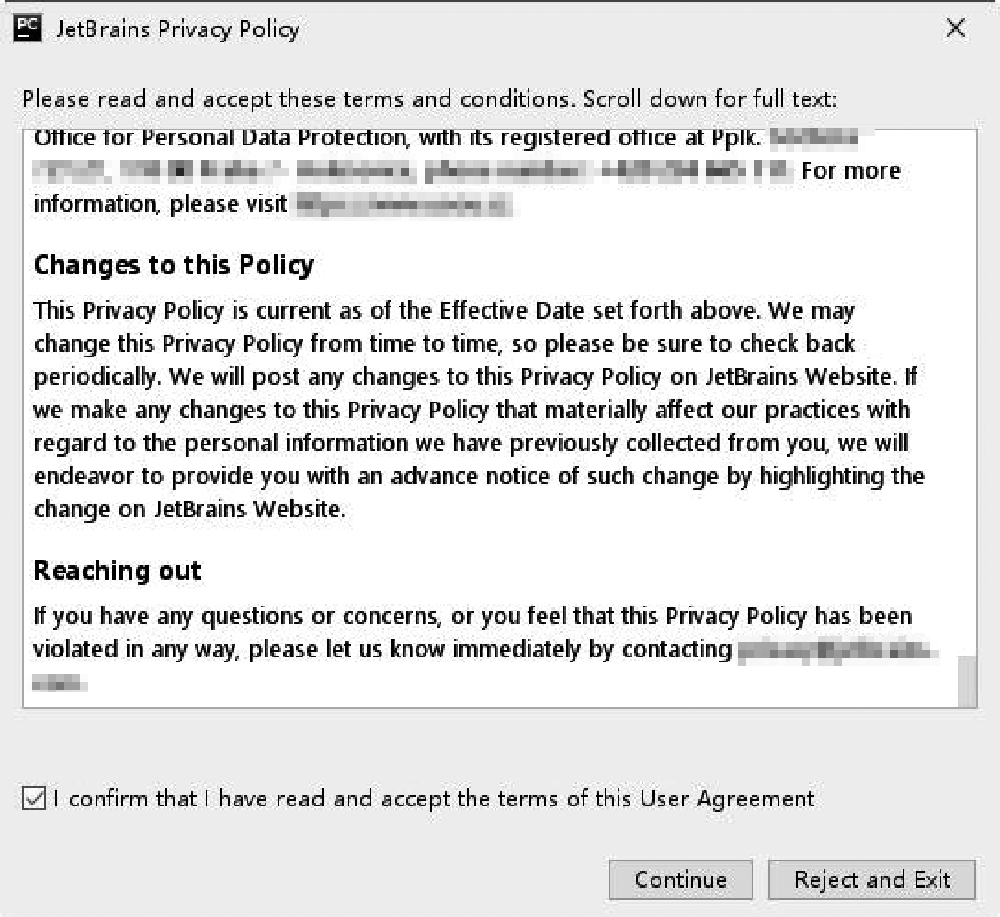 PC
JetBrains Privacy Policy
Please read and accept these terms and conditions. Scroll down for full text:
Office for Personal Data Protection, with its registered office at Pplk.
For more
information, please visit
Changes to this Policy
This Privacy Policy is current as of the Effective Date set forth above. We may
change this Privacy Policy from time to time, so please be sure to check back
periodically. We will post any changes to this Privacy Policy on JetBrains Website. If
we make any changes to this Privacy Policy that materially affect our practices with
regard to the personal information we have previously collected from you, we will
endeavor to provide you with an advance notice of such change by highlighting the
change on JetBrains Website.
Reaching out
If you have any questions or concerns, or you feel that this Privacy Policy has been
violated in any way, please let us know immediately by contacting
I confirm that I have read and accept the terms of this User Agreement
Continue
Reject and Exit